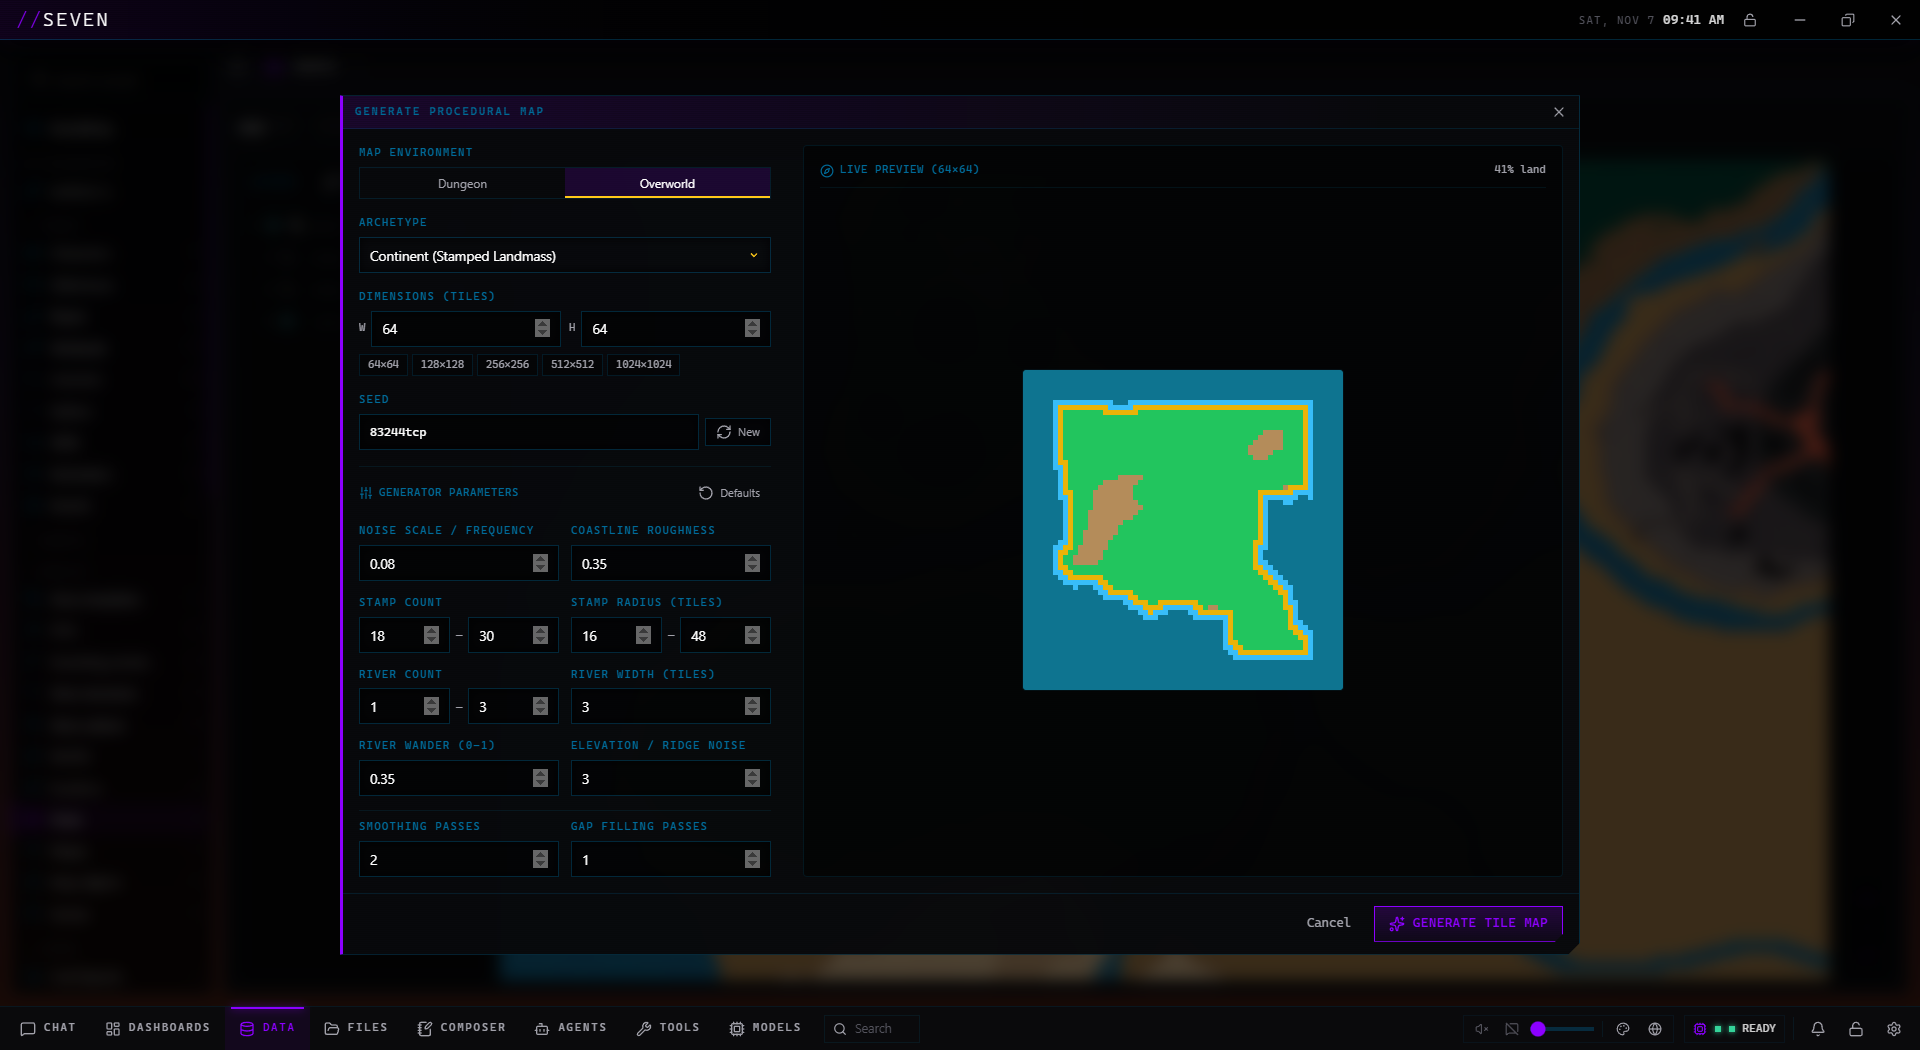 //SEVEN
SAT, NOV 7 09:41 AM
GENERATE PROCEDURAL MAP
MAP ENVIRONMENT
Dungeon
Overworld
ARCHETYPE
Continent (Stamped Landmass)
DIMENSIONS (TILES)
W 64 H 64
64×64 128×128 256×256 512×512 1024×1024
SEED
83244tcp
New
GENERATOR PARAMETERS
Defaults
NOISE SCALE / FREQUENCY
COASTLINE ROUGHNESS
0.08
0.35
STAMP COUNT
STAMP RADIUS (TILES)
18 – 30
16 – 48
RIVER COUNT
RIVER WIDTH (TILES)
1 – 3
3
RIVER WANDER (0–1)
ELEVATION / RIDGE NOISE
0.35
3
SMOOTHING PASSES
GAP FILLING PASSES
2
1
LIVE PREVIEW (64×64)
41% land
Cancel
GENERATE TILE MAP
CHAT
DASHBOARDS
DATA
FILES
COMPOSER
AGENTS
TOOLS
MODELS
Search
READY